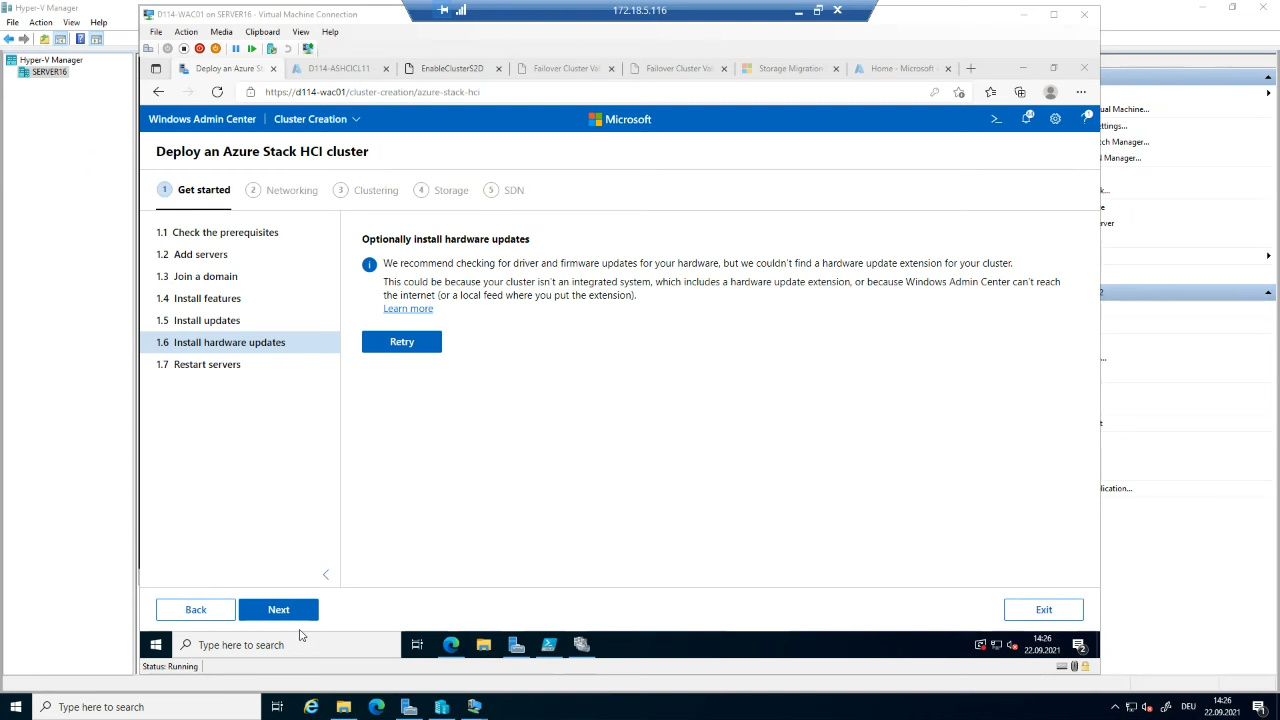 Hyper-V Manager
File Action View Help
Hyper-V Manager
SERVER16
D114-WAC01 on SERVER16 - Virtual Machine Connection
172.18.5.116
File Action Media Clipboard View Help
Deploy an Azure St
D114-ASHCICL11
EnableClusterS2D
Failover Cluster Val
Failover Cluster Val
Storage Migration
Home - Microsoft
https://d114-wac01/cluster-creation/azure-stack-hci
Windows Admin Center
Cluster Creation
Microsoft
Deploy an Azure Stack HCI cluster
1 Get started
2 Networking
3 Clustering
4 Storage
5 SDN
1.1 Check the prerequisites
1.2 Add servers
1.3 Join a domain
1.4 Install features
1.5 Install updates
1.6 Install hardware updates
1.7 Restart servers
Optionally install hardware updates
We recommend checking for driver and firmware updates for your hardware, but we couldn't find a hardware update extension for your cluster.
This could be because your cluster isn't an integrated system, which includes a hardware update extension, or because Windows Admin Center can't reach
the internet (or a local feed where you put the extension).
Learn more
Retry
Back
Next
Exit
Type here to search
14:26
22.09.2021
2
Status: Running
ual Machine...
ettings...
tch Manager...
N Manager...
k...
e
erver
2
...
t
lication...
Type here to search
DEU
14:26
22.09.2021
1